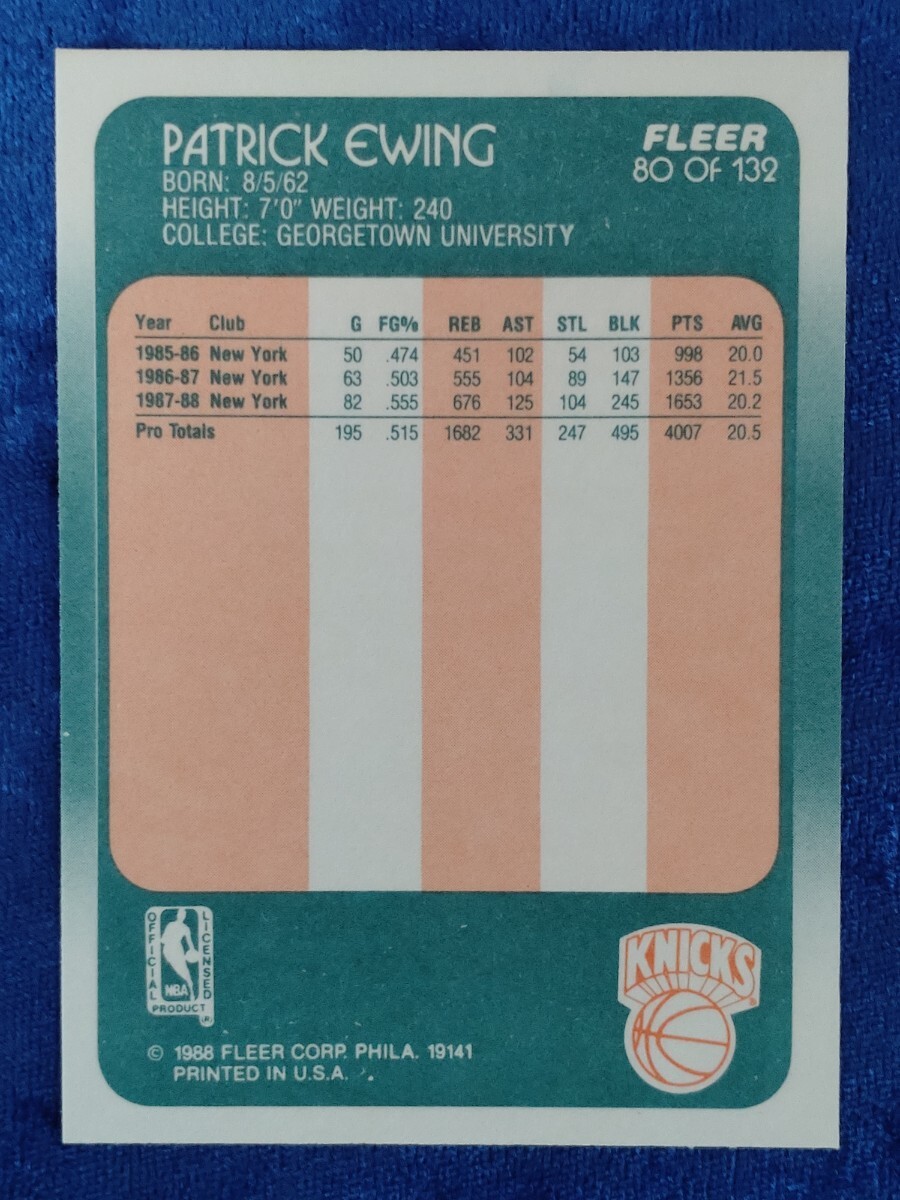 PATRICK EWING
FLEER
80 OF 132
BORN: 8/5/62
HEIGHT: 7'0" WEIGHT: 240
COLLEGE: GEORGETOWN UNIVERSITY
Year Club G FG% REB AST STL BLK PTS AVG
1985-86 New York 50 .474 451 102 54 103 998 20.0
1986-87 New York 63 .503 555 104 89 147 1356 21.5
1987-88 New York 82 .555 676 125 104 245 1653 20.2
Pro Totals 195 .515 1682 331 247 495 4007 20.5
OFFICIAL LICENSED
NBA
PRODUCT
KNICKS
© 1988 FLEER CORP. PHILA. 19141
PRINTED IN U.S.A.